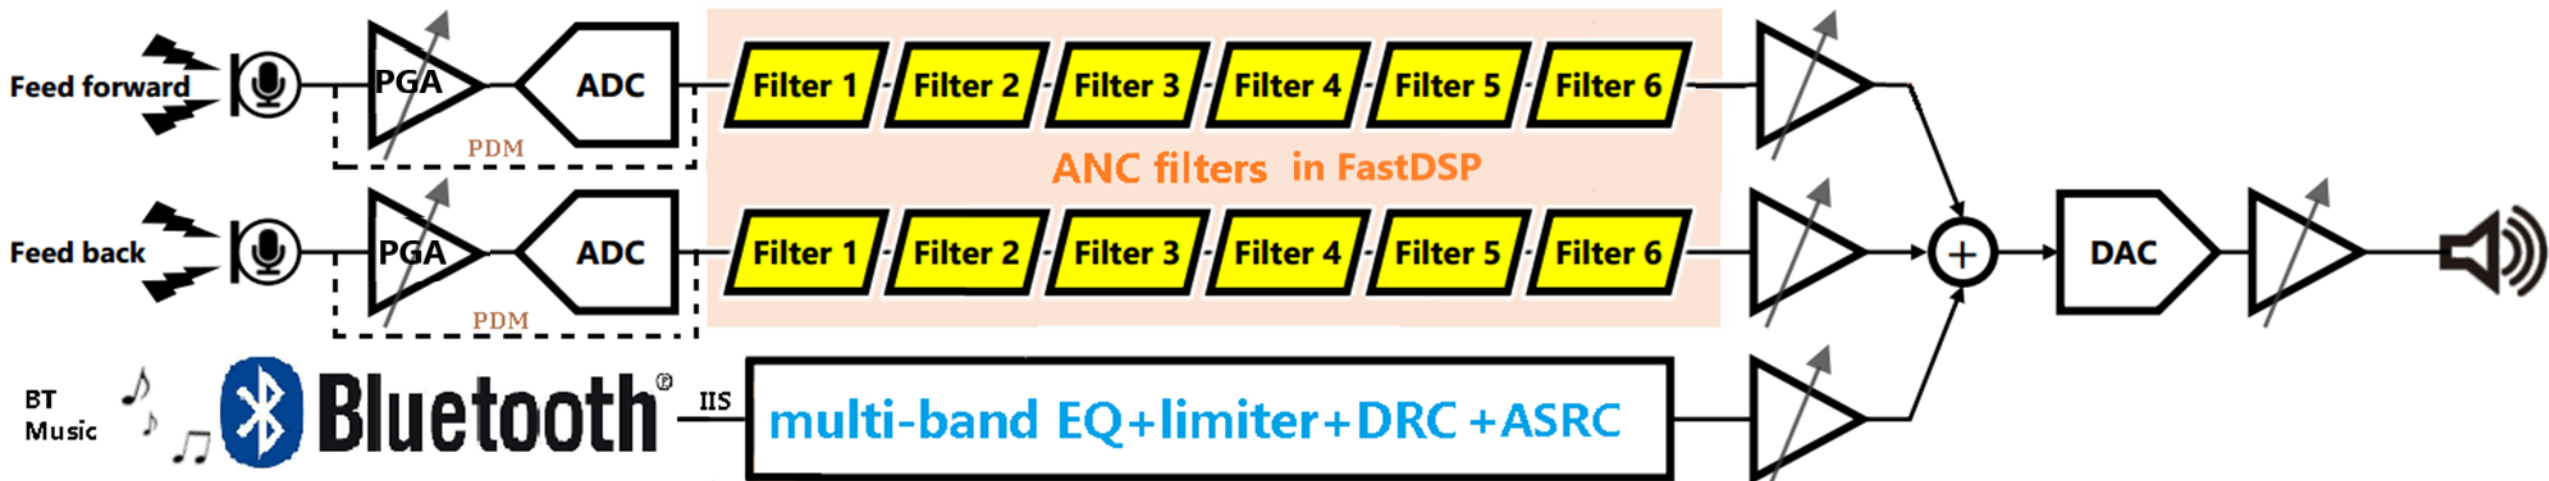 Feed forward PGA ADC Filter 1 Filter 2 Filter 3 Filter 4 Filter 5 Filter 6
PDM
ANC filters in FastDSP
Feed back PGA ADC Filter 1 Filter 2 Filter 3 Filter 4 Filter 5 Filter 6 + DAC
PDM
BT
Music
Bluetooth®
IIS
multi-band EQ+limiter+DRC +ASRC